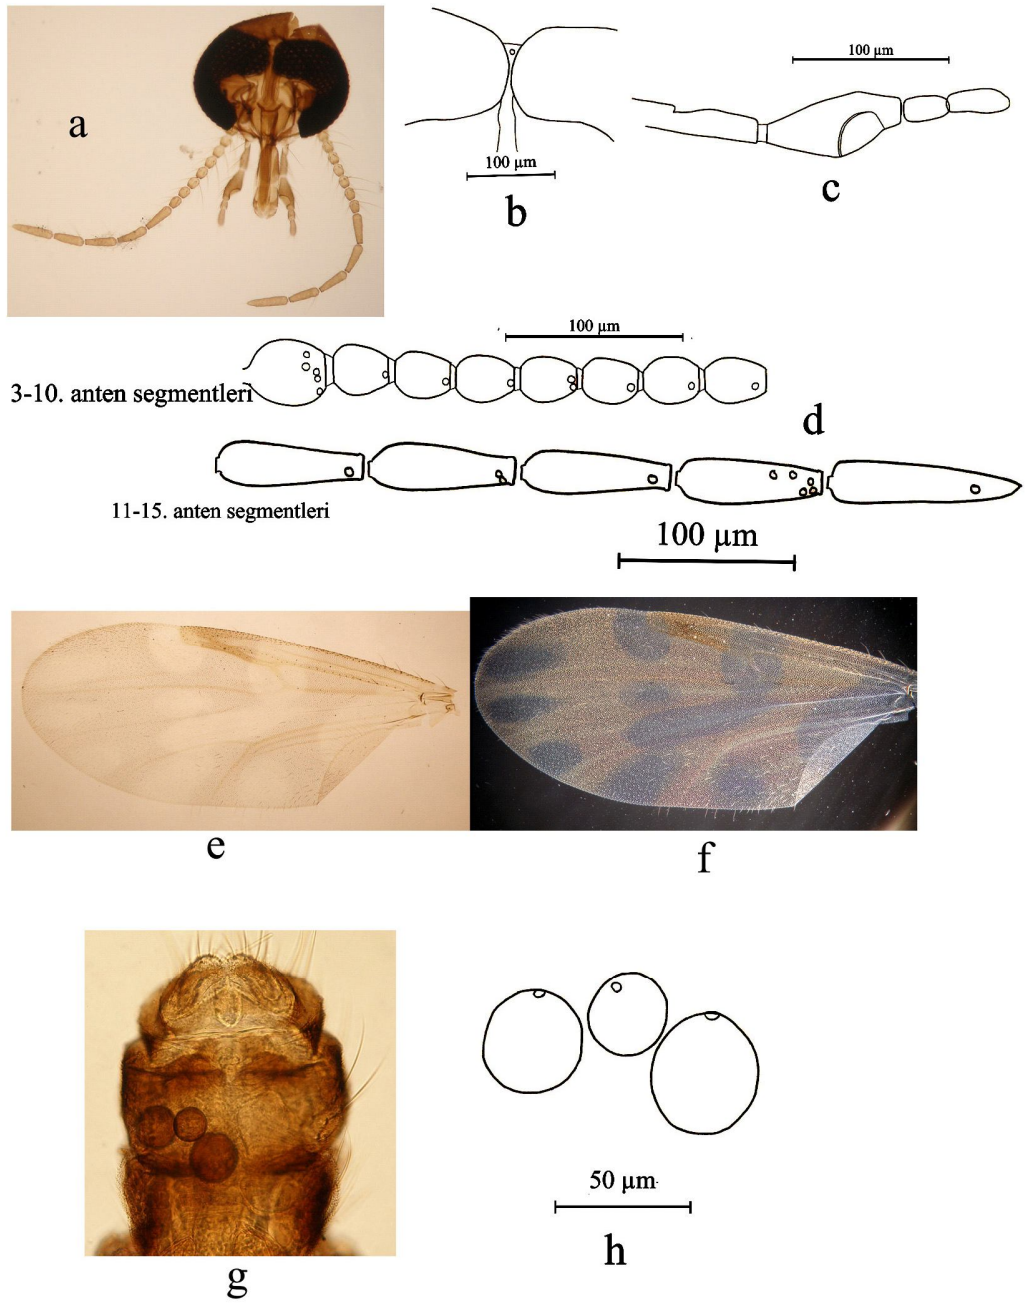 a
b
100 µm
100 µm
c
100 µm
3-10. anten segmentleri
d
11-15. anten segmentleri
100 µm
e
f
g
50 µm
h